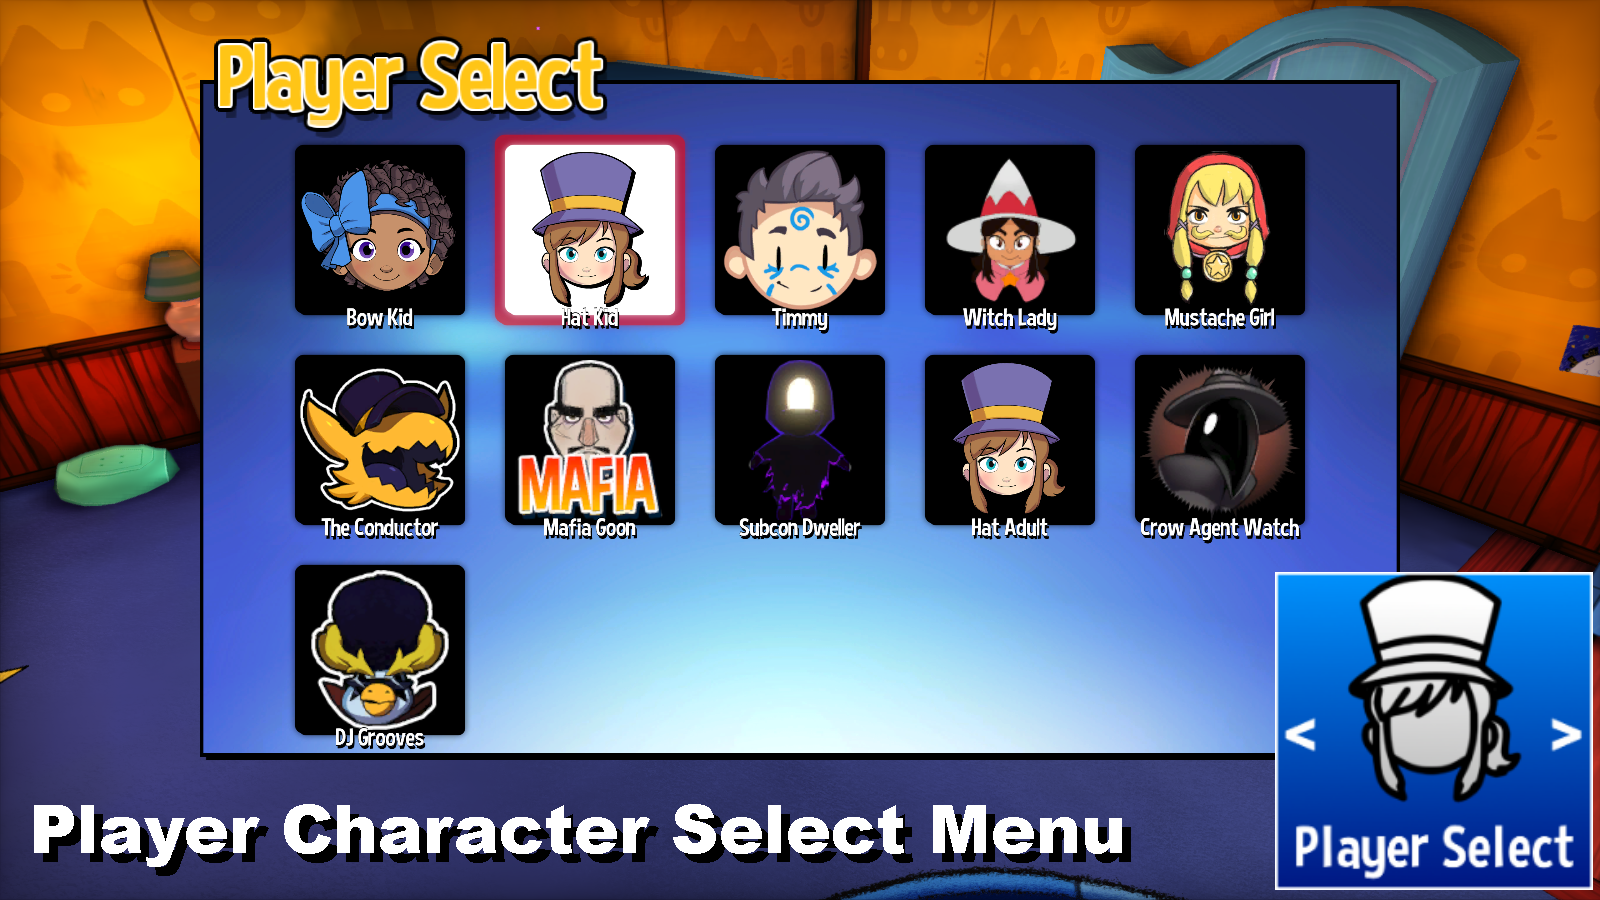 Player Select
Bow Kid
Hat Kid
Timmy
Witch Lady
Mustache Girl
MAFIA
The Conductor
Mafia Goon
Subcon Dweller
Hat Adult
Crow Agent Watch
DJ Grooves
< >
Player Select
Player Character Select Menu